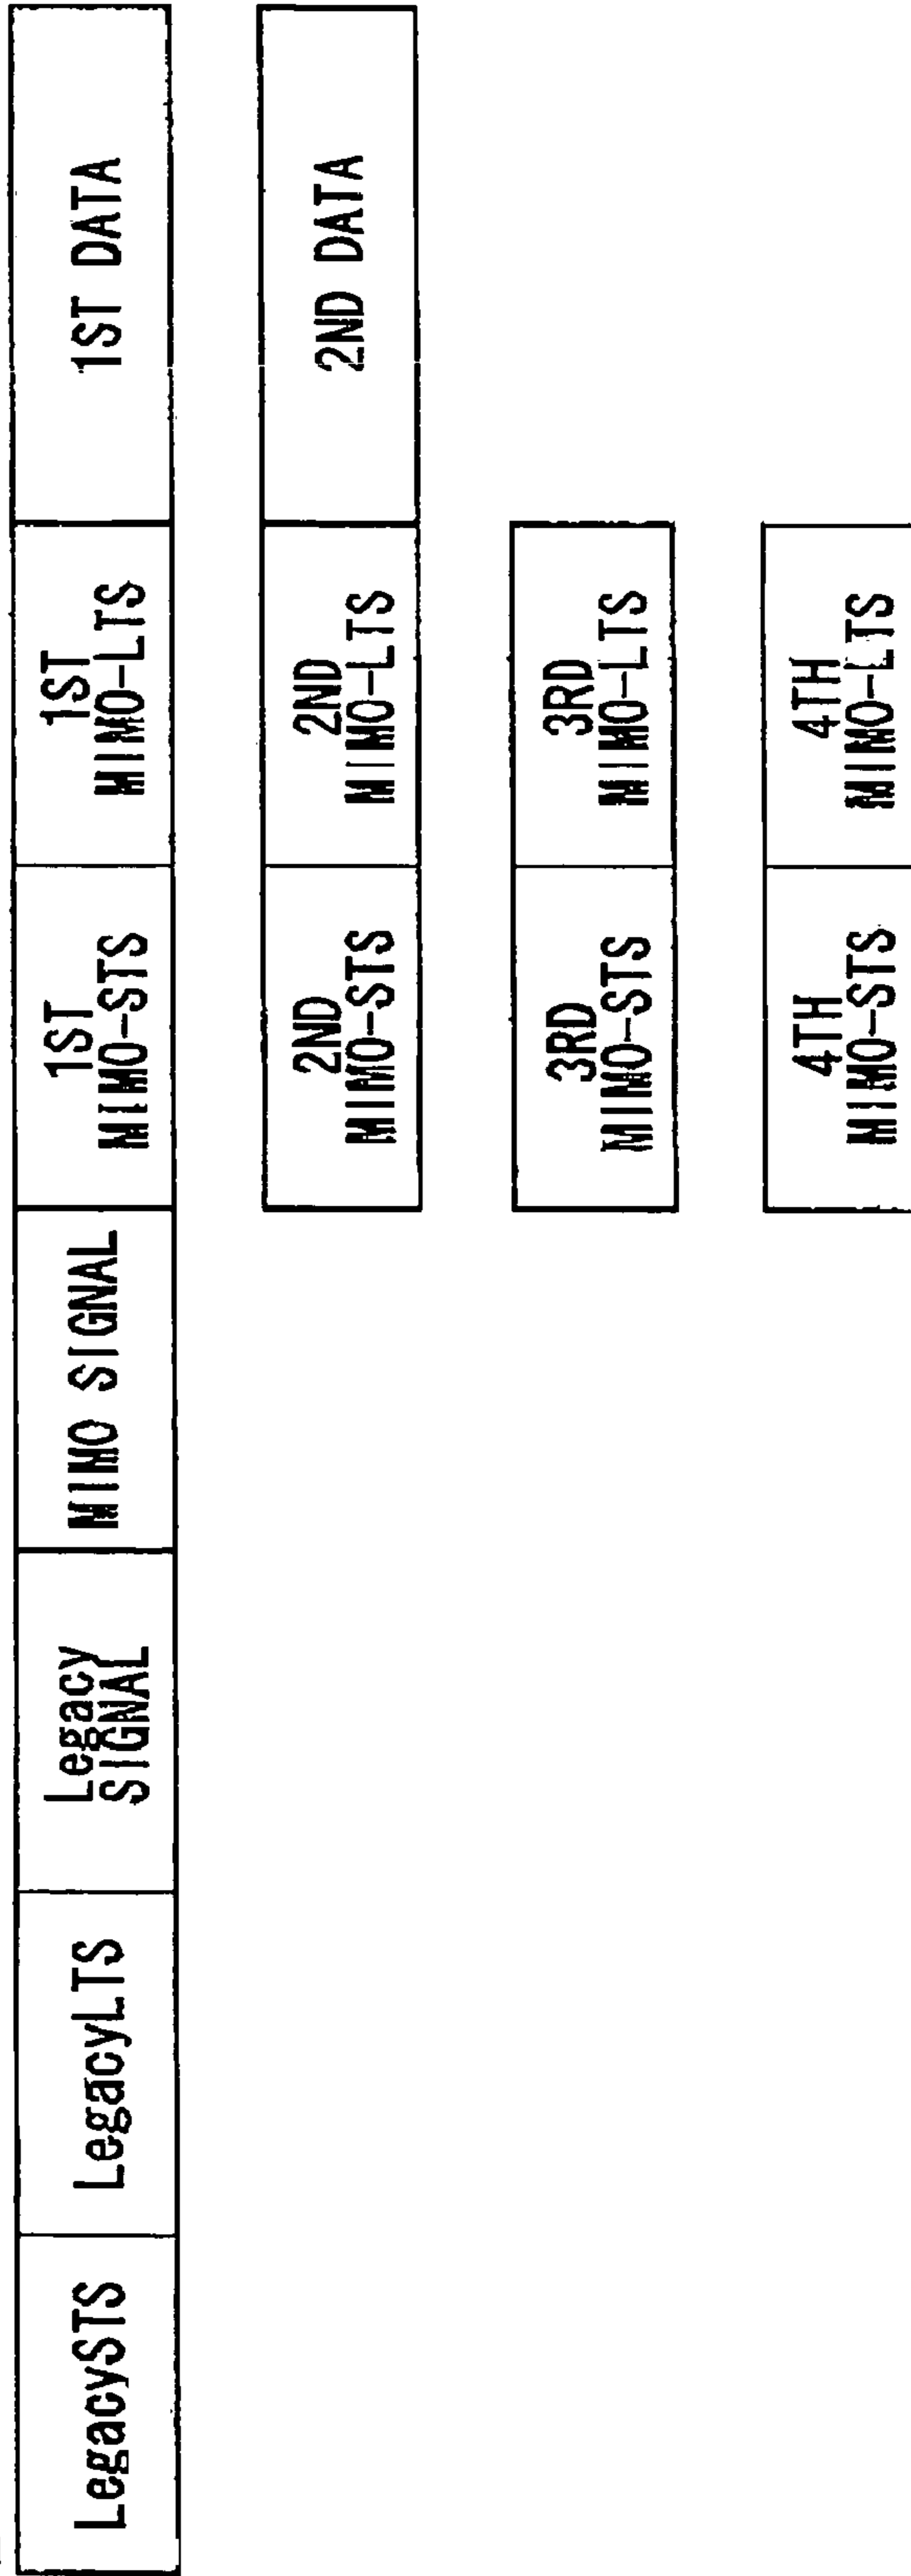 LegacySTS
LegacyLTS
Legacy
SIGNAL
MIMO SIGNAL
1ST
MIMO-STS
1ST
MIMO-LTS
1ST DATA
2ND
MIMO-STS
2ND
MIMO-LTS
2ND DATA
3RD
MIMO-STS
3RD
MIMO-LTS
4TH
MIMO-STS
4TH
MIMO-LTS